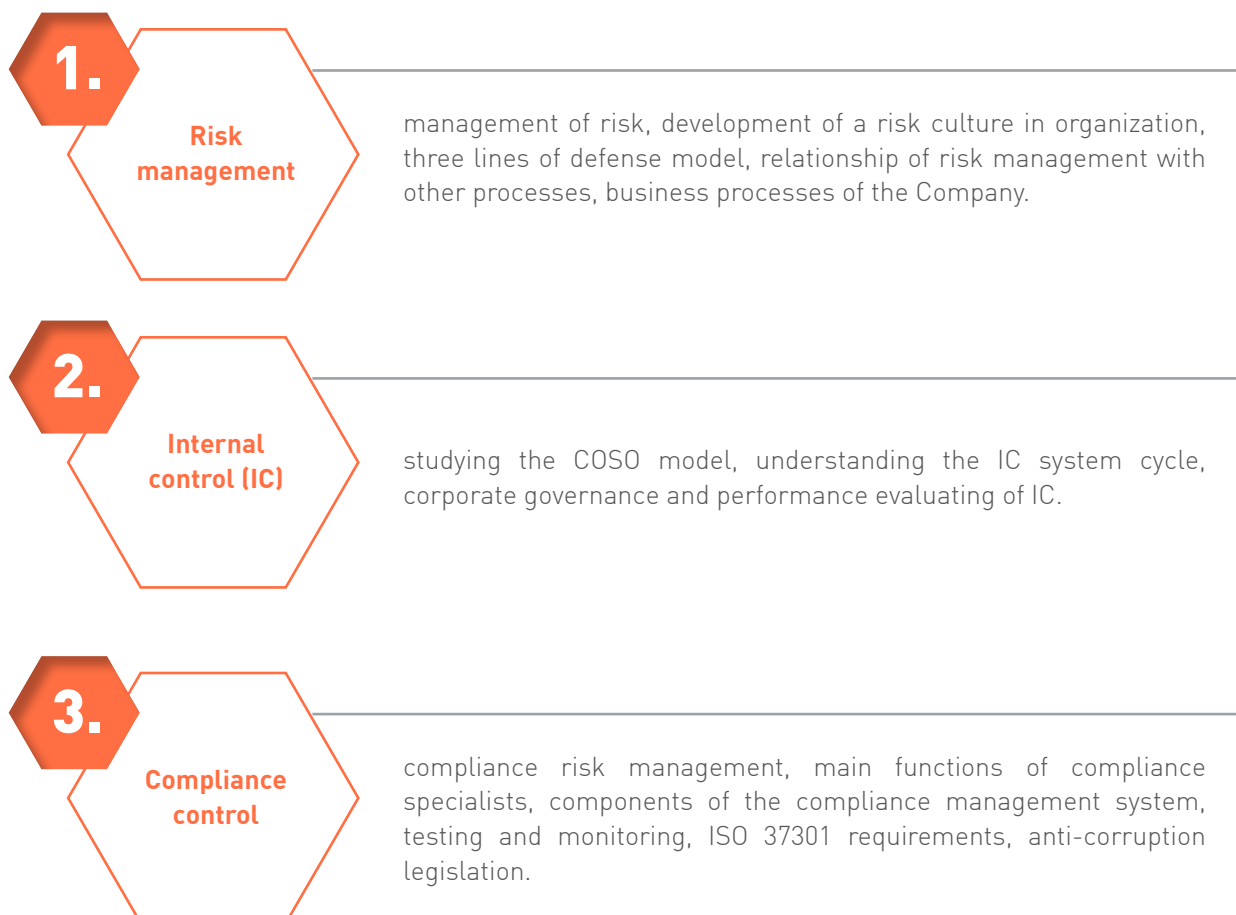 1.
Risk
management
management of risk, development of a risk culture in organization,
three lines of defense model, relationship of risk management with
other processes, business processes of the Company.
2.
Internal
control (IC)
studying the COSO model, understanding the IC system cycle,
corporate governance and performance evaluating of IC.
3.
Compliance
control
compliance risk management, main functions of compliance
specialists, components of the compliance management system,
testing and monitoring, ISO 37301 requirements, anti-corruption
legislation.